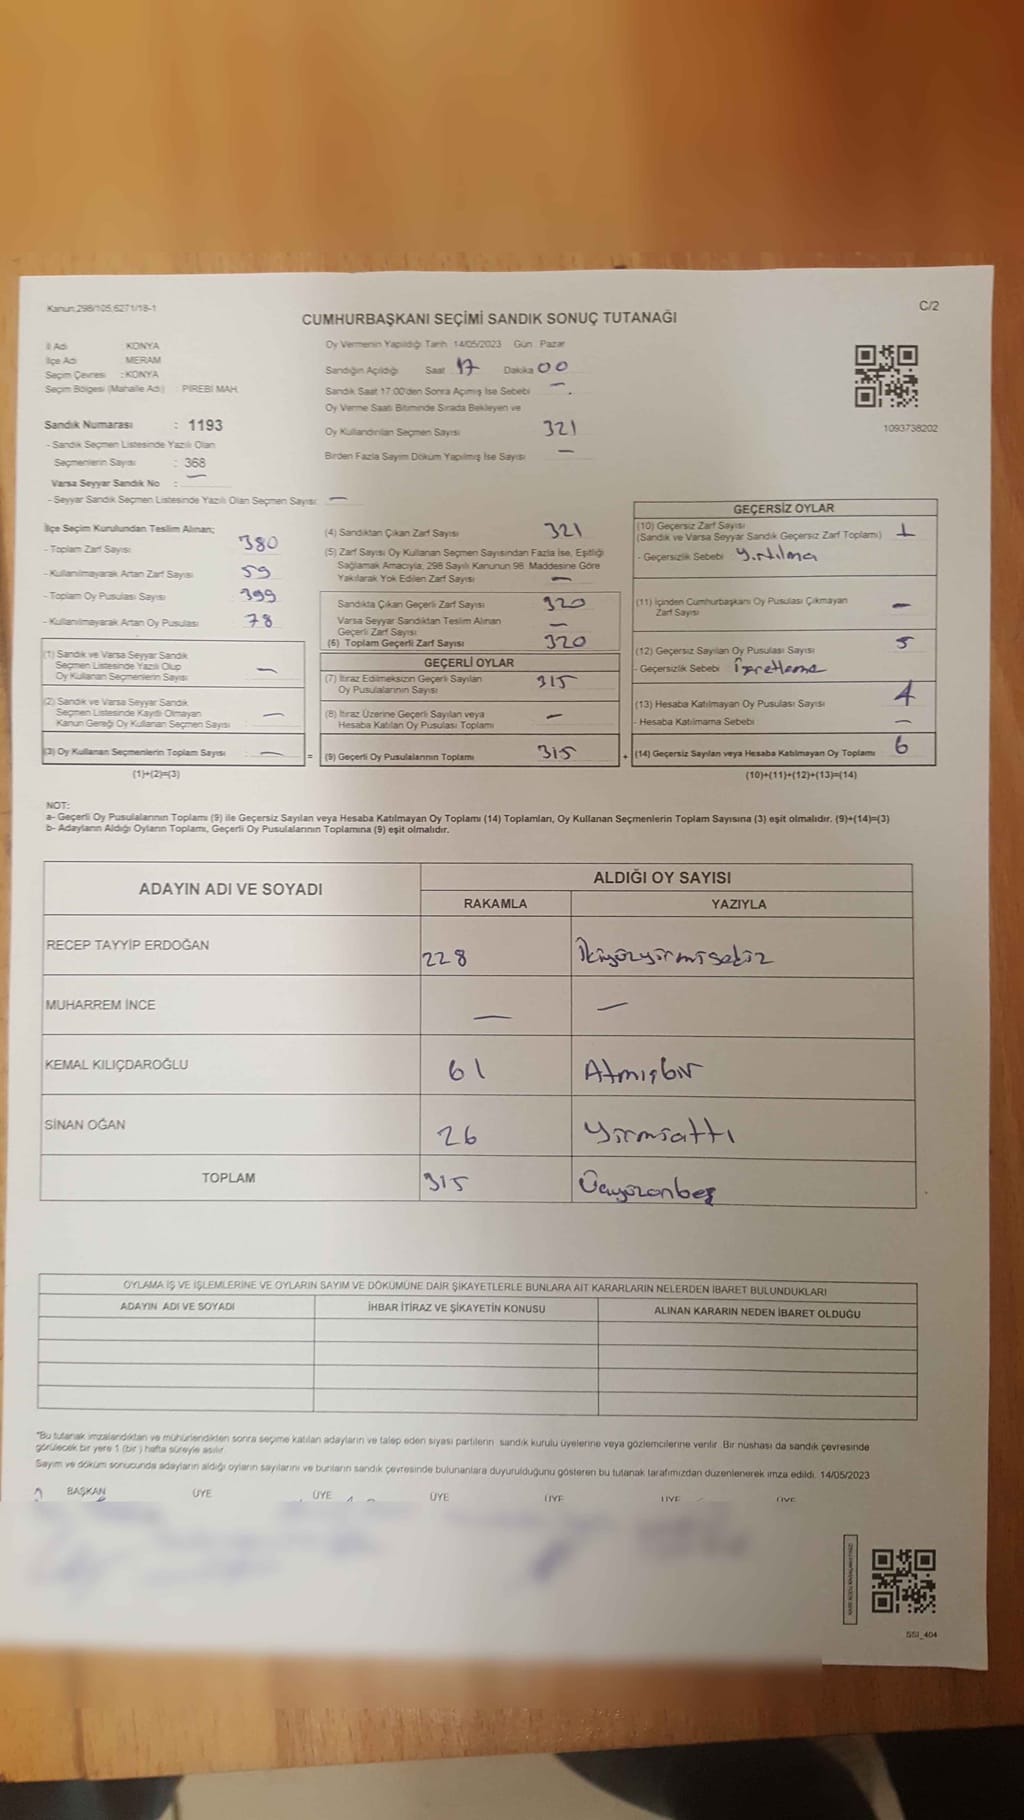 Kanun:298/105,6271/18-1
C/2
CUMHURBAŞKANI SEÇİMİ SANDIK SONUÇ TUTANAĞI
İl Adı : KONYA
İlçe Adı : MERAM
Seçim Çevresi : KONYA
Seçim Bölgesi (Mahalle Adı) : PİREBİ MAH.
Sandık Numarası : 1193
- Sandık Seçmen Listesinde Yazılı Olan
Seçmenlerin Sayısı : 368
Varsa Seyyar Sandık No : —
- Seyyar Sandık Seçmen Listesinde Yazılı Olan Seçmen Sayısı: —
Oy Vermenin Yapıldığı Tarih 14/05/2023 Gün Pazar
Sandığın Açıldığı Saat 17 Dakika 00
Sandık Saat 17:00'den Sonra Açılmış İse Sebebi —
Oy Verme Saati Bitiminde Sırada Bekleyen ve
Oy Kullandırılan Seçmen Sayısı 321
Birden Fazla Sayım Döküm Yapılmış İse Sayısı —
1093738202
İlçe Seçim Kurulundan Teslim Alınan;
- Toplam Zarf Sayısı 380
- Kullanılmayarak Artan Zarf Sayısı 59
- Toplam Oy Pusulası Sayısı 399
- Kullanılmayarak Artan Oy Pusulası 78
(1) Sandık ve Varsa Seyyar Sandık
Seçmen Listesinde Yazılı Olup
Oy Kullanan Seçmenlerin Sayısı —
(2) Sandık ve Varsa Seyyar Sandık
Seçmen Listesinde Kayıtlı Olmayan
Kanun Gereği Oy Kullanan Seçmen Sayısı —
(3) Oy Kullanan Seçmenlerin Toplam Sayısı —
(1)+(2)=(3)
(4) Sandıktan Çıkan Zarf Sayısı 321
(5) Zarf Sayısı Oy Kullanan Seçmen Sayısından Fazla İse, Eşitliği
Sağlamak Amacıyla, 298 Sayılı Kanunun 98. Maddesine Göre
Yakılarak Yok Edilen Zarf Sayısı —
Sandıkta Çıkan Geçerli Zarf Sayısı 320
Varsa Seyyar Sandıktan Teslim Alınan
Geçerli Zarf Sayısı —
(6) Toplam Geçerli Zarf Sayısı 320
GEÇERLİ OYLAR
(7) İtiraz Edilmeksizin Geçerli Sayılan
Oy Pusulalarının Sayısı 315
(8) İtiraz Üzerine Geçerli Sayılan veya
Hesaba Katılan Oy Pusulası Toplamı —
= (9) Geçerli Oy Pusulalarının Toplamı 315
GEÇERSİZ OYLAR
(10) Geçersiz Zarf Sayısı
(Sandık ve Varsa Seyyar Sandık Geçersiz Zarf Toplamı) 1
- Geçersizlik Sebebi Yırtılma
(11) İçinden Cumhurbaşkanı Oy Pusulası Çıkmayan
Zarf Sayısı —
(12) Geçersiz Sayılan Oy Pusulası Sayısı 5
- Geçersizlik Sebebi İşretleme
(13) Hesaba Katılmayan Oy Pusulası Sayısı 4
- Hesaba Katılmama Sebebi —
+ (14) Geçersiz Sayılan veya Hesaba Katılmayan Oy Toplamı 6
(10)+(11)+(12)+(13)=(14)
NOT:
a- Geçerli Oy Pusulalarının Toplamı (9) ile Geçersiz Sayılan veya Hesaba Katılmayan Oy Toplamı (14) Toplamları, Oy Kullanan Seçmenlerin Toplam Sayısına (3) eşit olmalıdır. (9)+(14)=(3)
b- Adayların Aldığı Oyların Toplamı, Geçerli Oy Pusulalarının Toplamına (9) eşit olmalıdır.
ADAYIN ADI VE SOYADI
ALDIĞI OY SAYISI
RAKAMLA YAZIYLA
RECEP TAYYİP ERDOĞAN 228 İkiyüzyirmisekiz
MUHARREM İNCE — —
KEMAL KILIÇDAROĞLU 61 Atmışbir
SİNAN OĞAN 26 Yirmialtı
TOPLAM 315 Üçyüzonbeş
OYLAMA İŞ VE İŞLEMLERİNE VE OYLARIN SAYIM VE DÖKÜMÜNE DAİR ŞİKAYETLERLE BUNLARA AİT KARARLARIN NELERDEN İBARET BULUNDUKLARI
ADAYIN ADI VE SOYADI İHBAR İTİRAZ VE ŞİKAYETİN KONUSU ALINAN KARARIN NEDEN İBARET OLDUĞU
*Bu tutanak imzalandıktan ve mühürlendikten sonra seçime katılan adayların ve talep eden siyasi partilerin sandık kurulu üyelerine veya gözlemcilerine verilir. Bir nüshası da sandık çevresinde
görülecek bir yere 1 (bir ) hafta süreyle asılır.
Sayım ve döküm sonucunda adayların aldığı oyların sayılarını ve bunların sandık çevresinde bulunanlara duyurulduğunu gösteren bu tutanak tarafımızdan düzenlenerek imza edildi. 14/05/2023
BAŞKAN ÜYE ÜYE ÜYE ÜYE ÜYE ÜYE
SSI_404